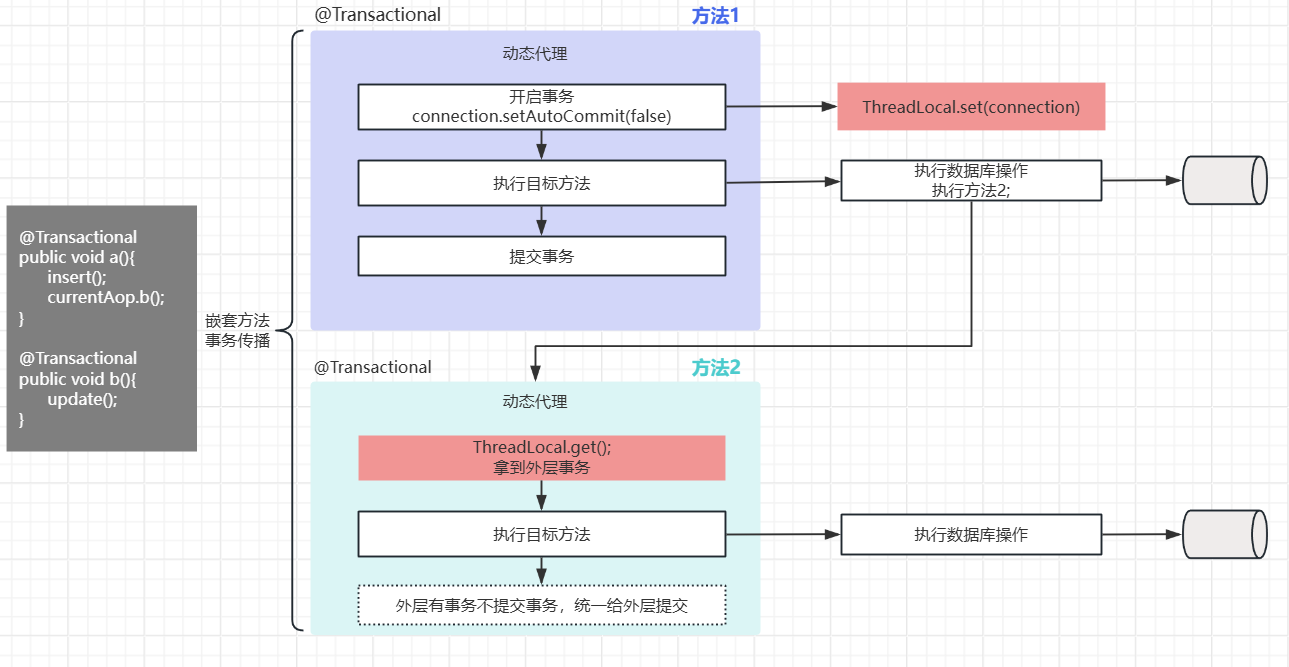 @Transactional
方法1
动态代理
开启事务
connection.setAutoCommit(false)
ThreadLocal.set(connection)
执行目标方法
执行数据库操作
执行方法2;
提交事务
@Transactional
public void a(){
insert();
currentAop.b();
}
@Transactional
public void b(){
update();
}
嵌套方法
事务传播
@Transactional
方法2
动态代理
ThreadLocal.get();
拿到外层事务
执行目标方法
执行数据库操作
外层有事务不提交事务，统一给外层提交